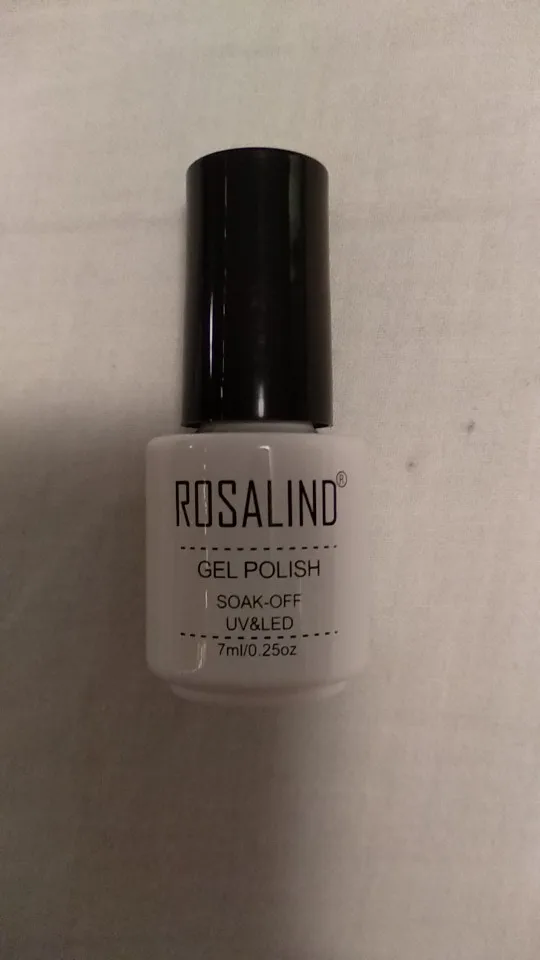 ROSALIND®
GEL POLISH
SOAK-OFF
UV&LED
7ml/0.25oz